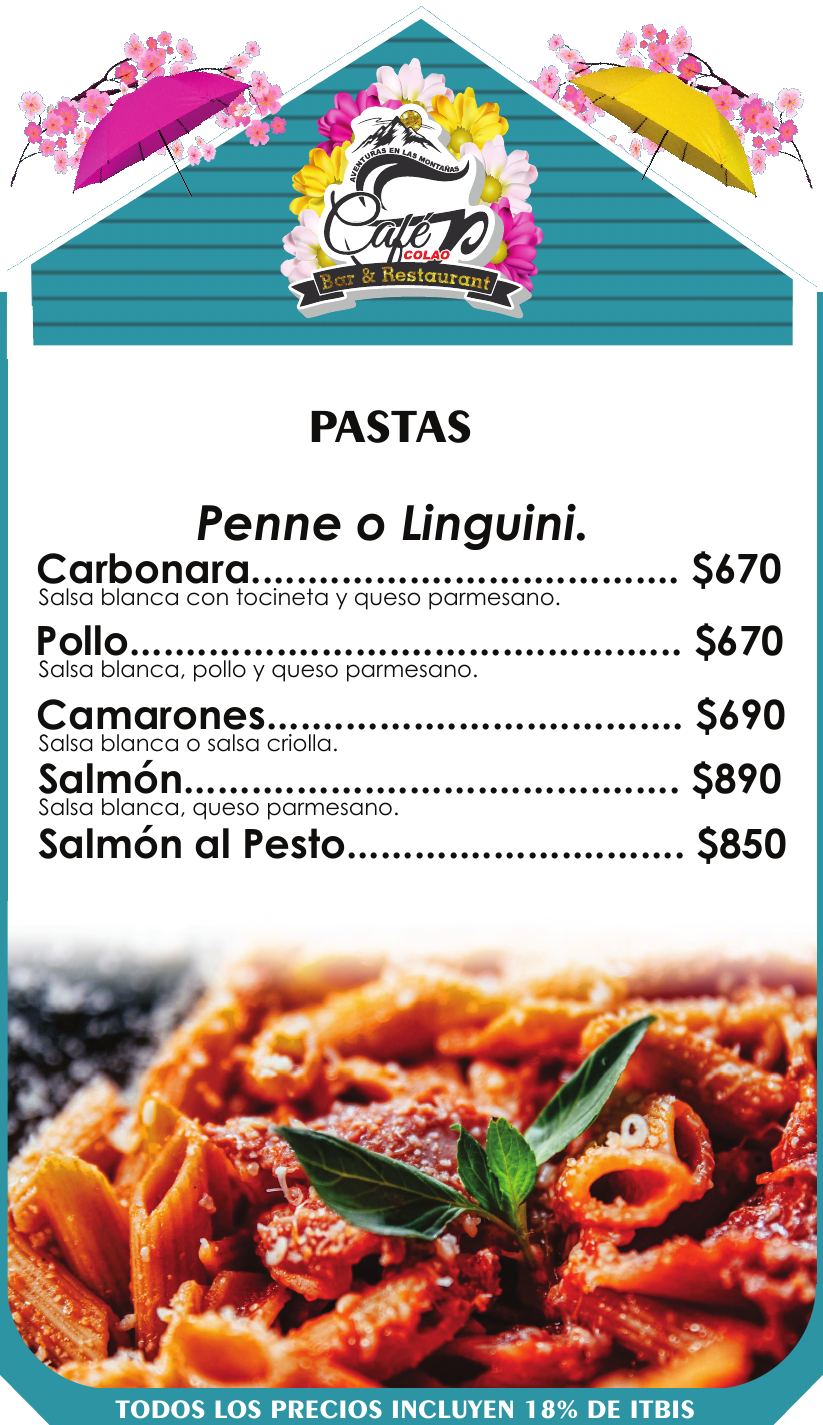 AVENTURAS EN LAS MONTAÑAS
Café
COLAO
Bar & Restaurant
PASTAS
Penne o Linguini.
Carbonara...................................... $670
Salsa blanca con tocineta y queso parmesano.
Pollo................................................. $670
Salsa blanca, pollo y queso parmesano.
Camarones..................................... $690
Salsa blanca o salsa criolla.
Salmón............................................ $890
Salsa blanca, queso parmesano.
Salmón al Pesto.............................. $850
TODOS LOS PRECIOS INCLUYEN 18% DE ITBIS